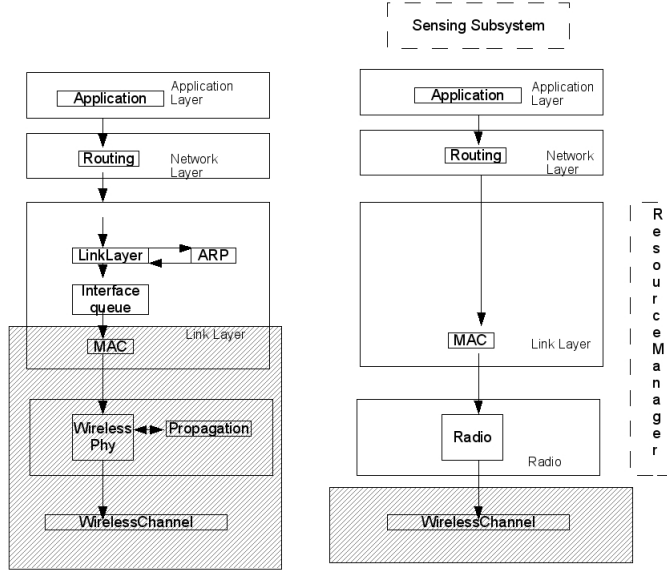 Sensing Subsystem
Application
Layer
Application
Routing
Network
Layer
LinkLayer
ARP
Interface
queue
Link Layer
MAC
Wireless
Phy
Propagation
WirelessChannel
Application
Layer
Application
Routing
Network
Layer
MAC
Link Layer
Radio
Radio
WirelessChannel
ResourceManager